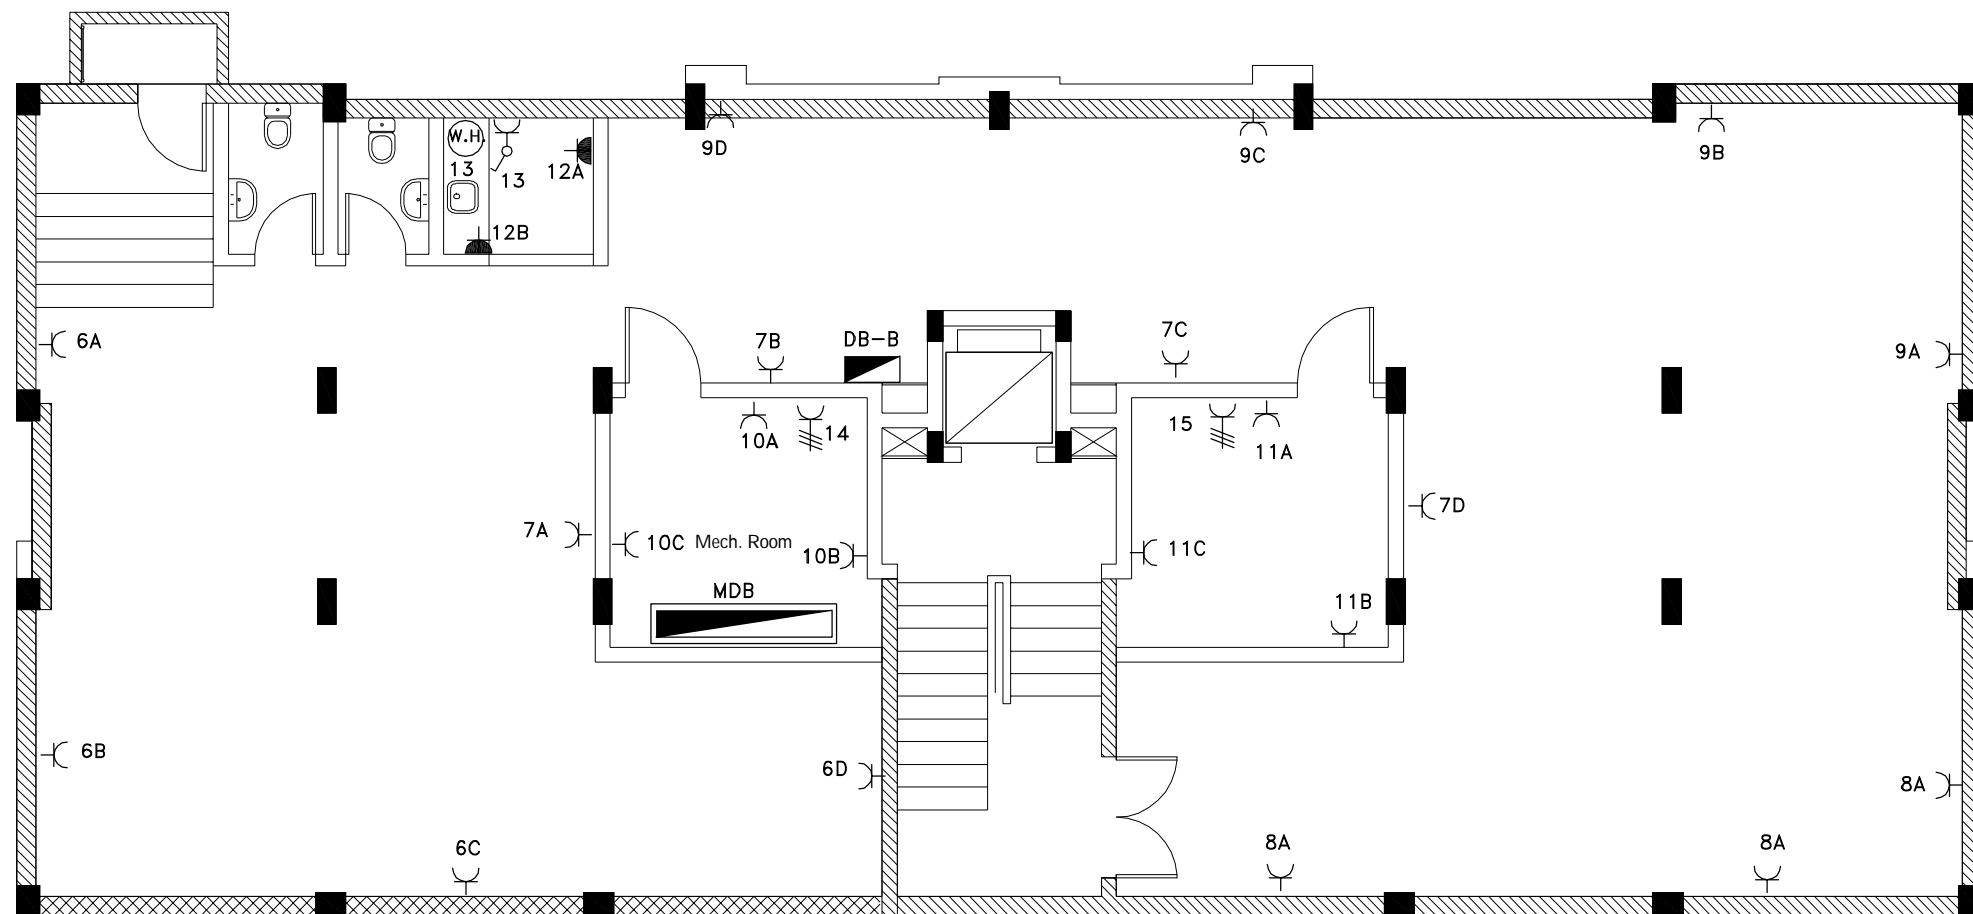 W.H.
13
13
12A
12B
9D
9C
9B
6A
7B
DB-B
7C
9A
10A
14
15
11A
7A
10C
Mech. Room
10B
11C
7D
MDB
11B
6B
6D
8A
6C
8A
8A